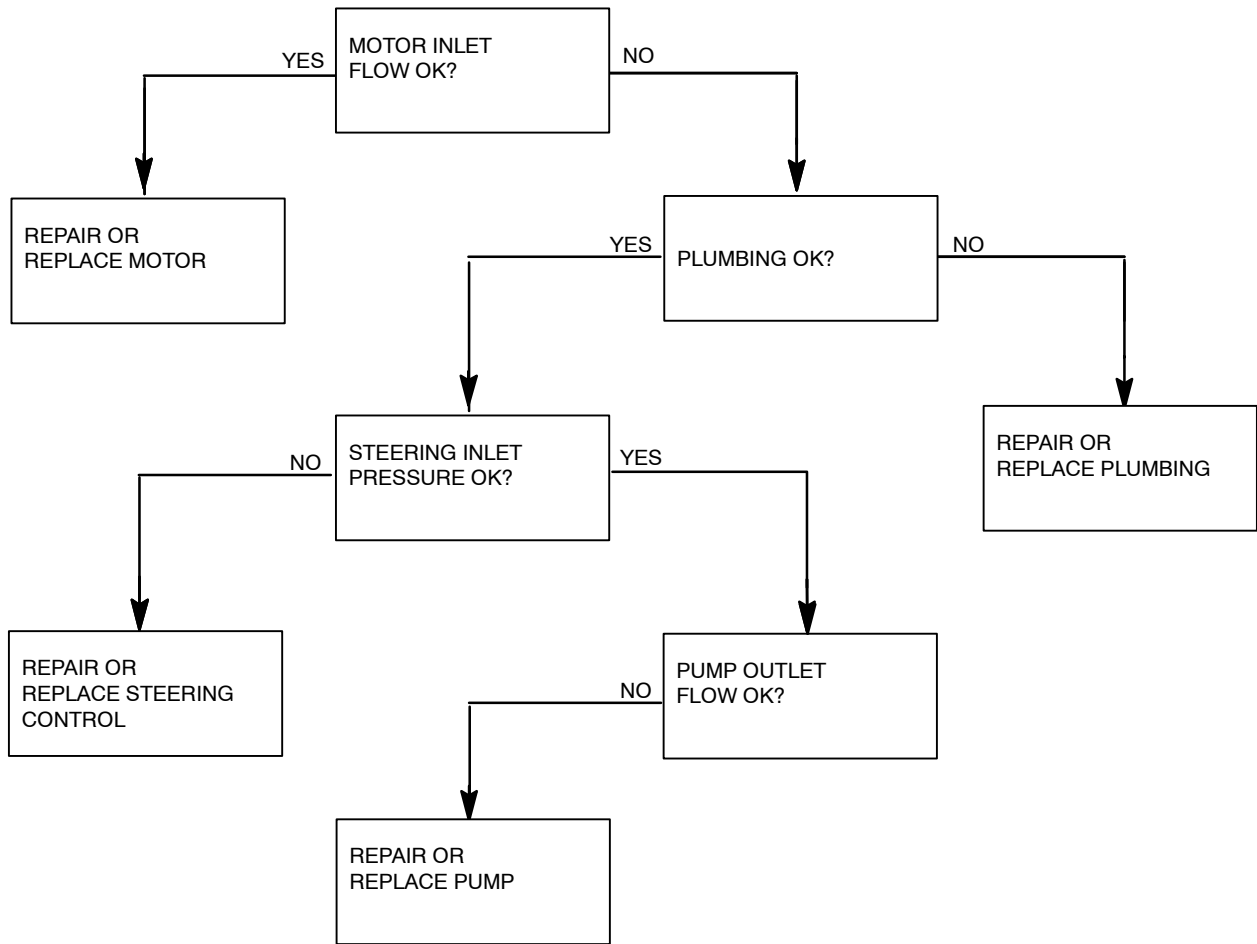 MOTOR INLET
FLOW OK?
YES
NO
REPAIR OR
REPLACE MOTOR
YES
PLUMBING OK?
NO
STEERING INLET
PRESSURE OK?
NO
YES
REPAIR OR
REPLACE PLUMBING
REPAIR OR
REPLACE STEERING
CONTROL
PUMP OUTLET
FLOW OK?
NO
REPAIR OR
REPLACE PUMP